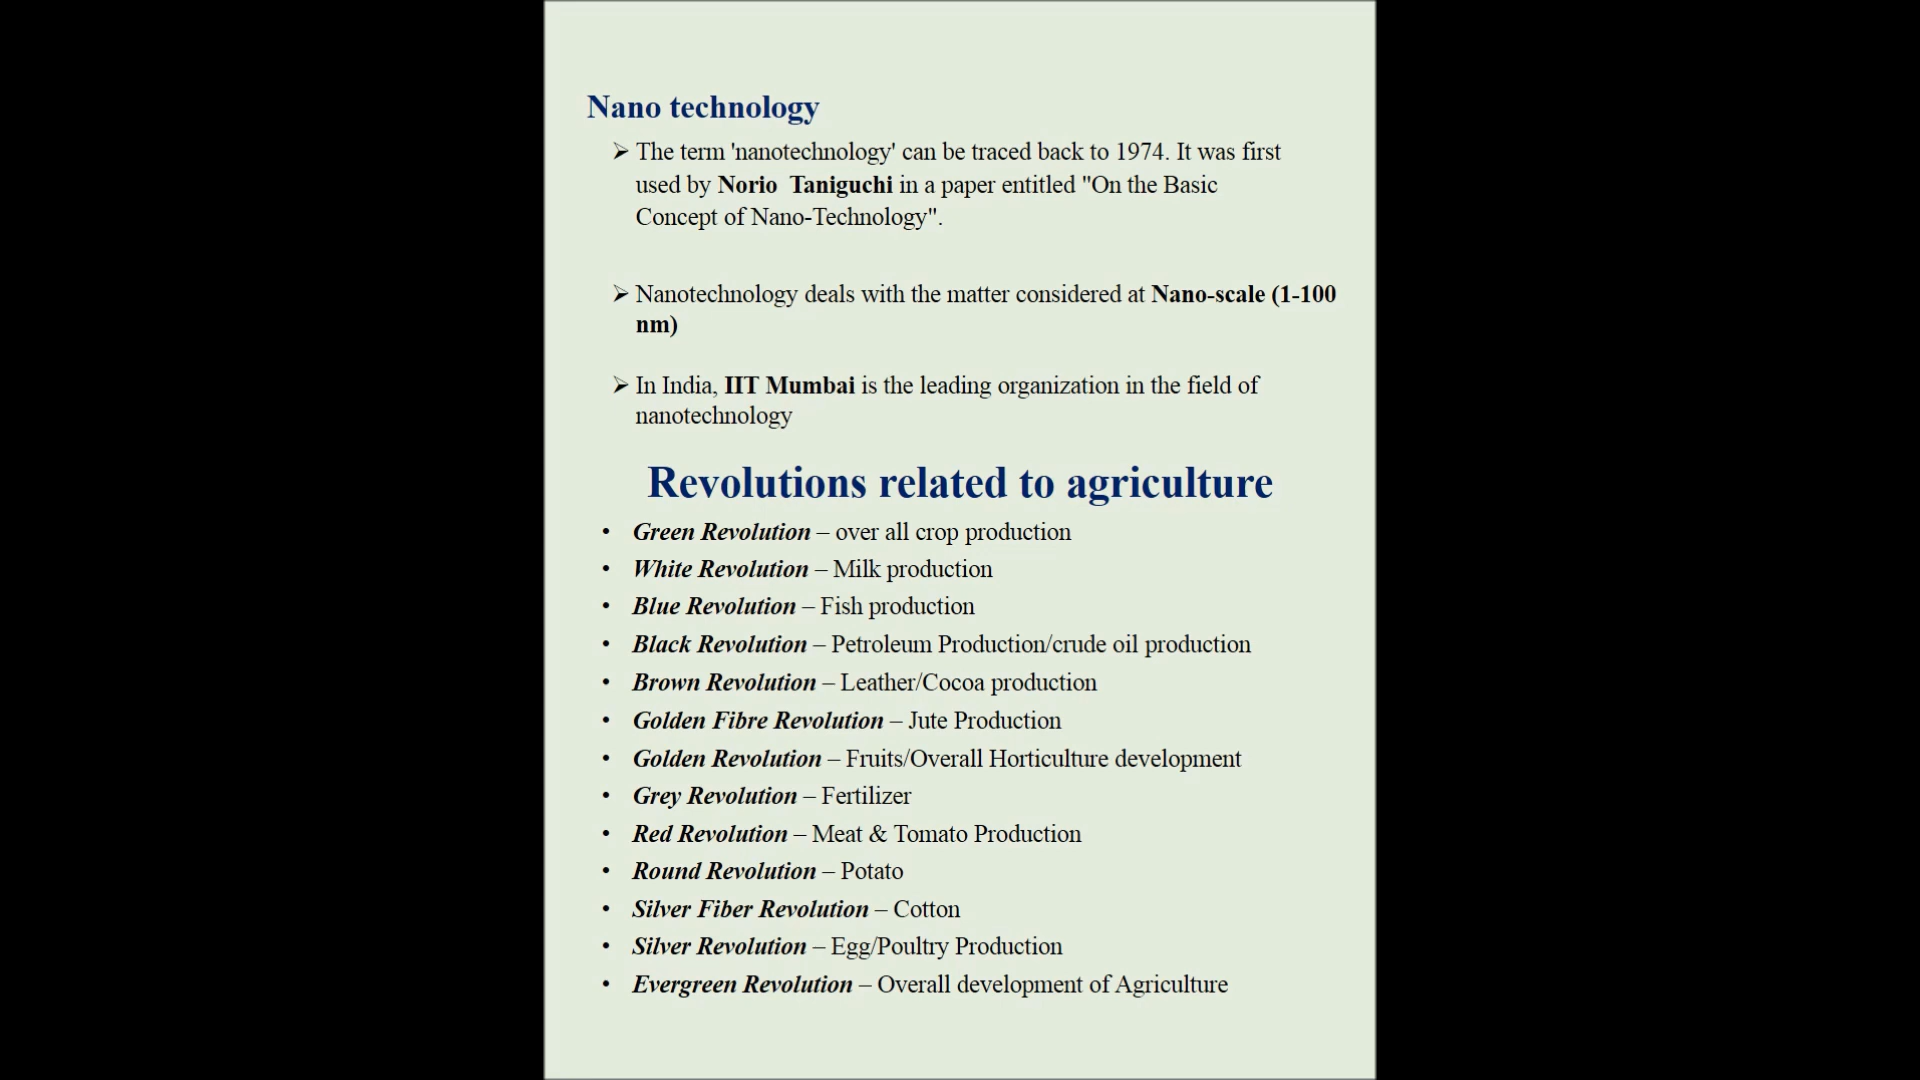 Nano technology
➢ The term 'nanotechnology' can be traced back to 1974. It was first
used by Norio Taniguchi in a paper entitled "On the Basic
Concept of Nano-Technology".
➢ Nanotechnology deals with the matter considered at Nano-scale (1-100
nm)
➢ In India, IIT Mumbai is the leading organization in the field of
nanotechnology
Revolutions related to agriculture
• Green Revolution – over all crop production
• White Revolution – Milk production
• Blue Revolution – Fish production
• Black Revolution – Petroleum Production/crude oil production
• Brown Revolution – Leather/Cocoa production
• Golden Fibre Revolution – Jute Production
• Golden Revolution – Fruits/Overall Horticulture development
• Grey Revolution – Fertilizer
• Red Revolution – Meat & Tomato Production
• Round Revolution – Potato
• Silver Fiber Revolution – Cotton
• Silver Revolution – Egg/Poultry Production
• Evergreen Revolution – Overall development of Agriculture